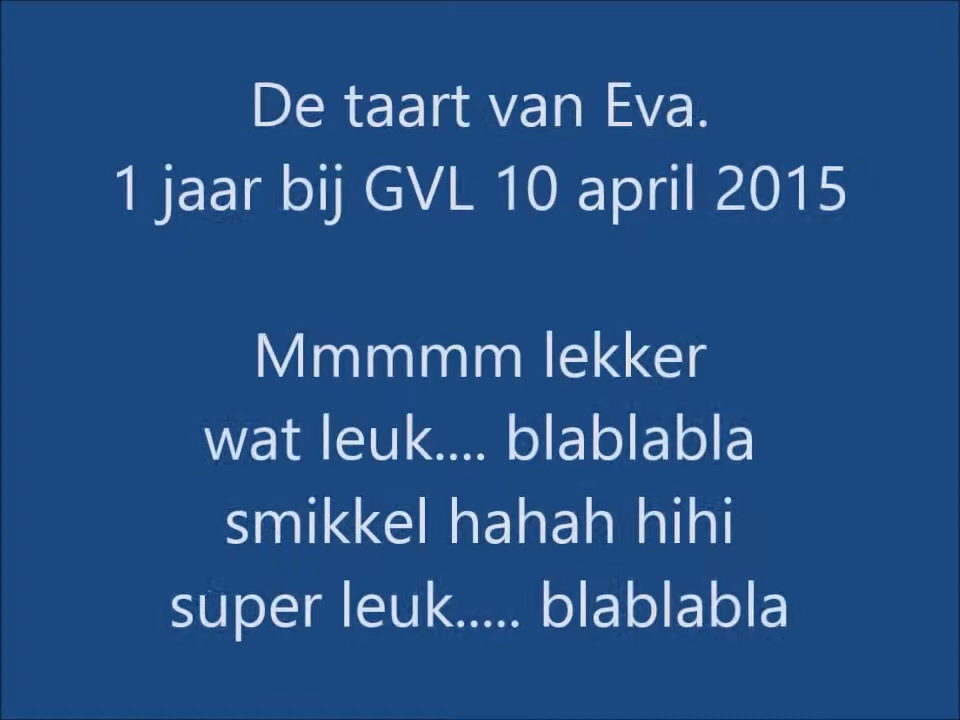 De taart van Eva.
1 jaar bij GVL 10 april 2015
Mmmmm lekker
wat leuk.... blablabla
smikkel hahah hihi
super leuk..... blablabla